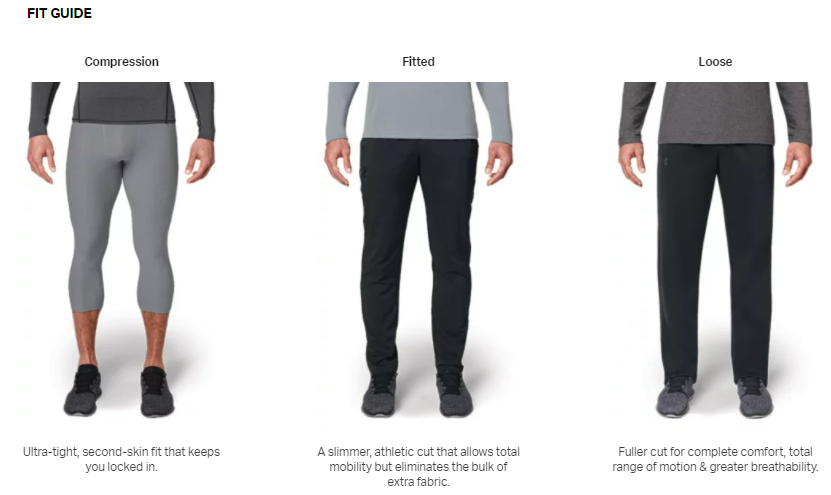 FIT GUIDE
Compression
Fitted
Loose
Ultra-tight, second-skin fit that keeps
you locked in.
A slimmer, athletic cut that allows total
mobility but eliminates the bulk of
extra fabric.
Fuller cut for complete comfort, total
range of motion & greater breathability.